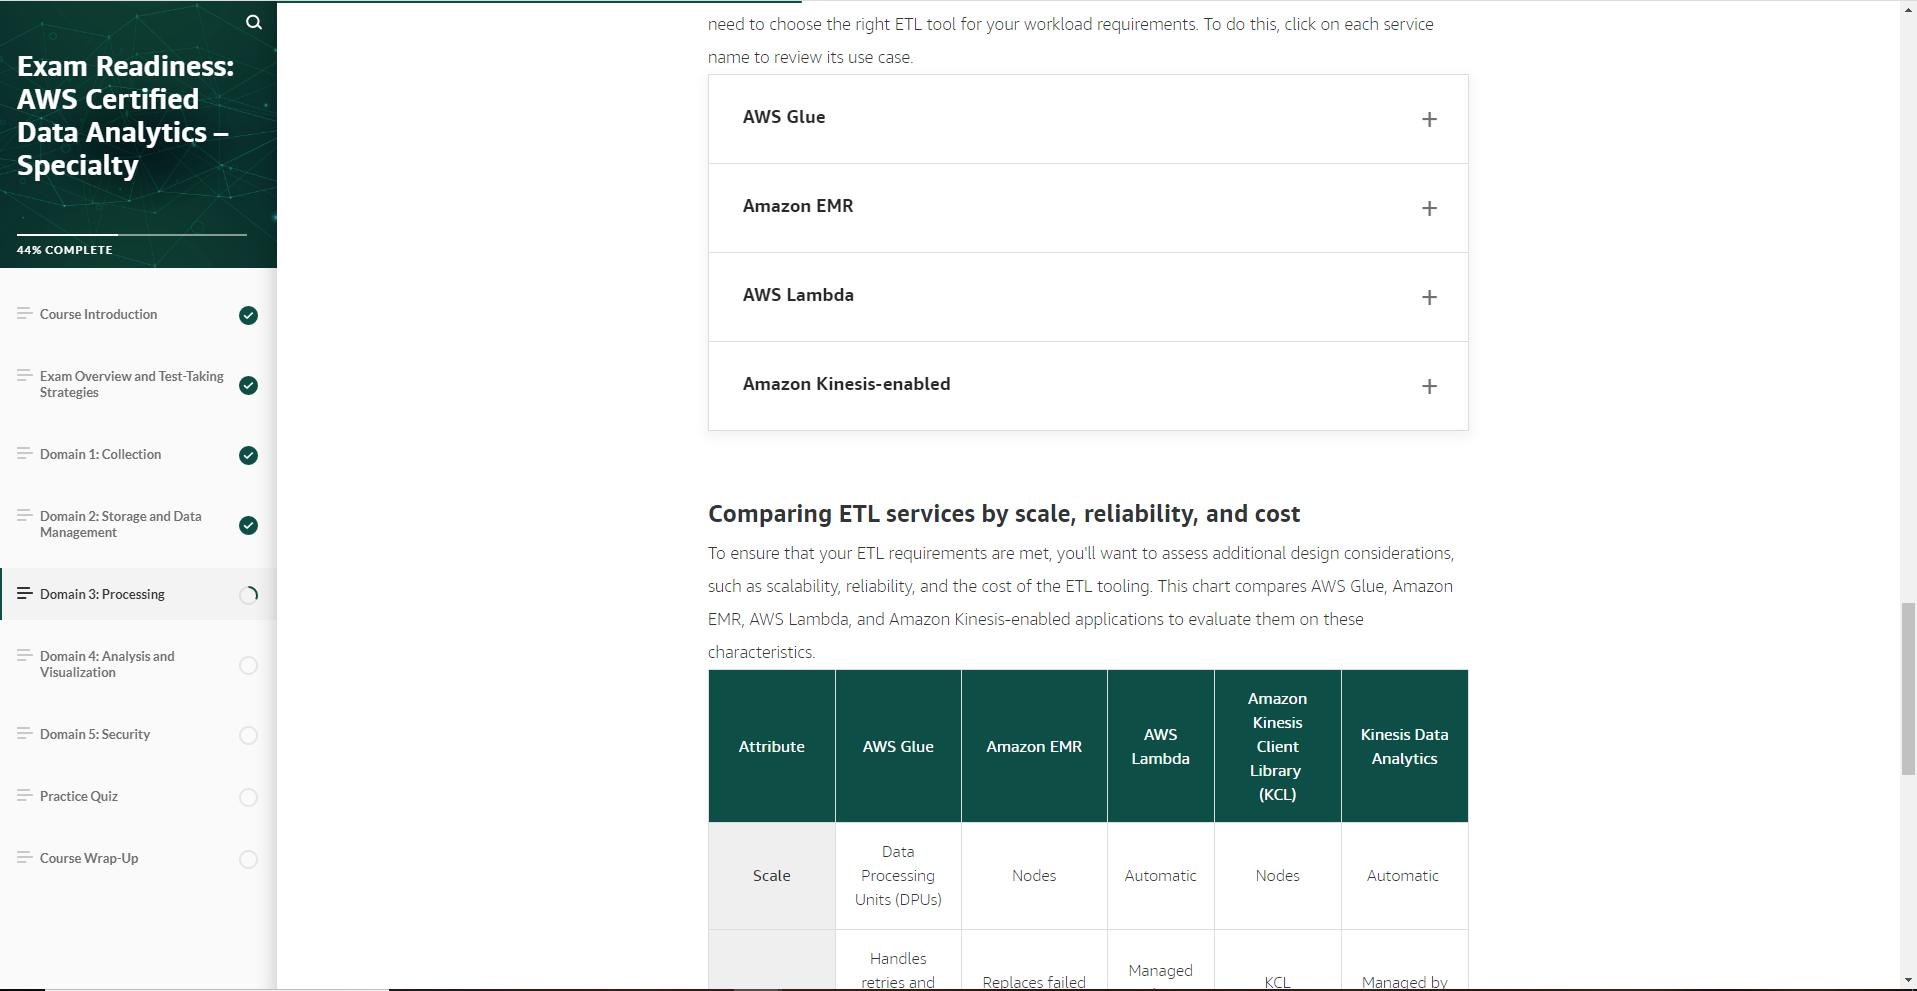 Exam Readiness:
AWS Certified
Data Analytics –
Specialty
44% COMPLETE
Course Introduction
Exam Overview and Test-Taking
Strategies
Domain 1: Collection
Domain 2: Storage and Data
Management
Domain 3: Processing
Domain 4: Analysis and
Visualization
Domain 5: Security
Practice Quiz
Course Wrap-Up
need to choose the right ETL tool for your workload requirements. To do this, click on each service
name to review its use case.
AWS Glue
Amazon EMR
AWS Lambda
Amazon Kinesis-enabled
Comparing ETL services by scale, reliability, and cost
To ensure that your ETL requirements are met, you'll want to assess additional design considerations,
such as scalability, reliability, and the cost of the ETL tooling. This chart compares AWS Glue, Amazon
EMR, AWS Lambda, and Amazon Kinesis-enabled applications to evaluate them on these
characteristics.
Attribute
AWS Glue
Amazon EMR
AWS
Lambda
Amazon
Kinesis
Client
Library
(KCL)
Kinesis Data
Analytics
Scale
Data
Processing
Units (DPUs)
Nodes
Automatic
Nodes
Automatic
Handles
retries and
Replaces failed
Managed
KCL
Managed by